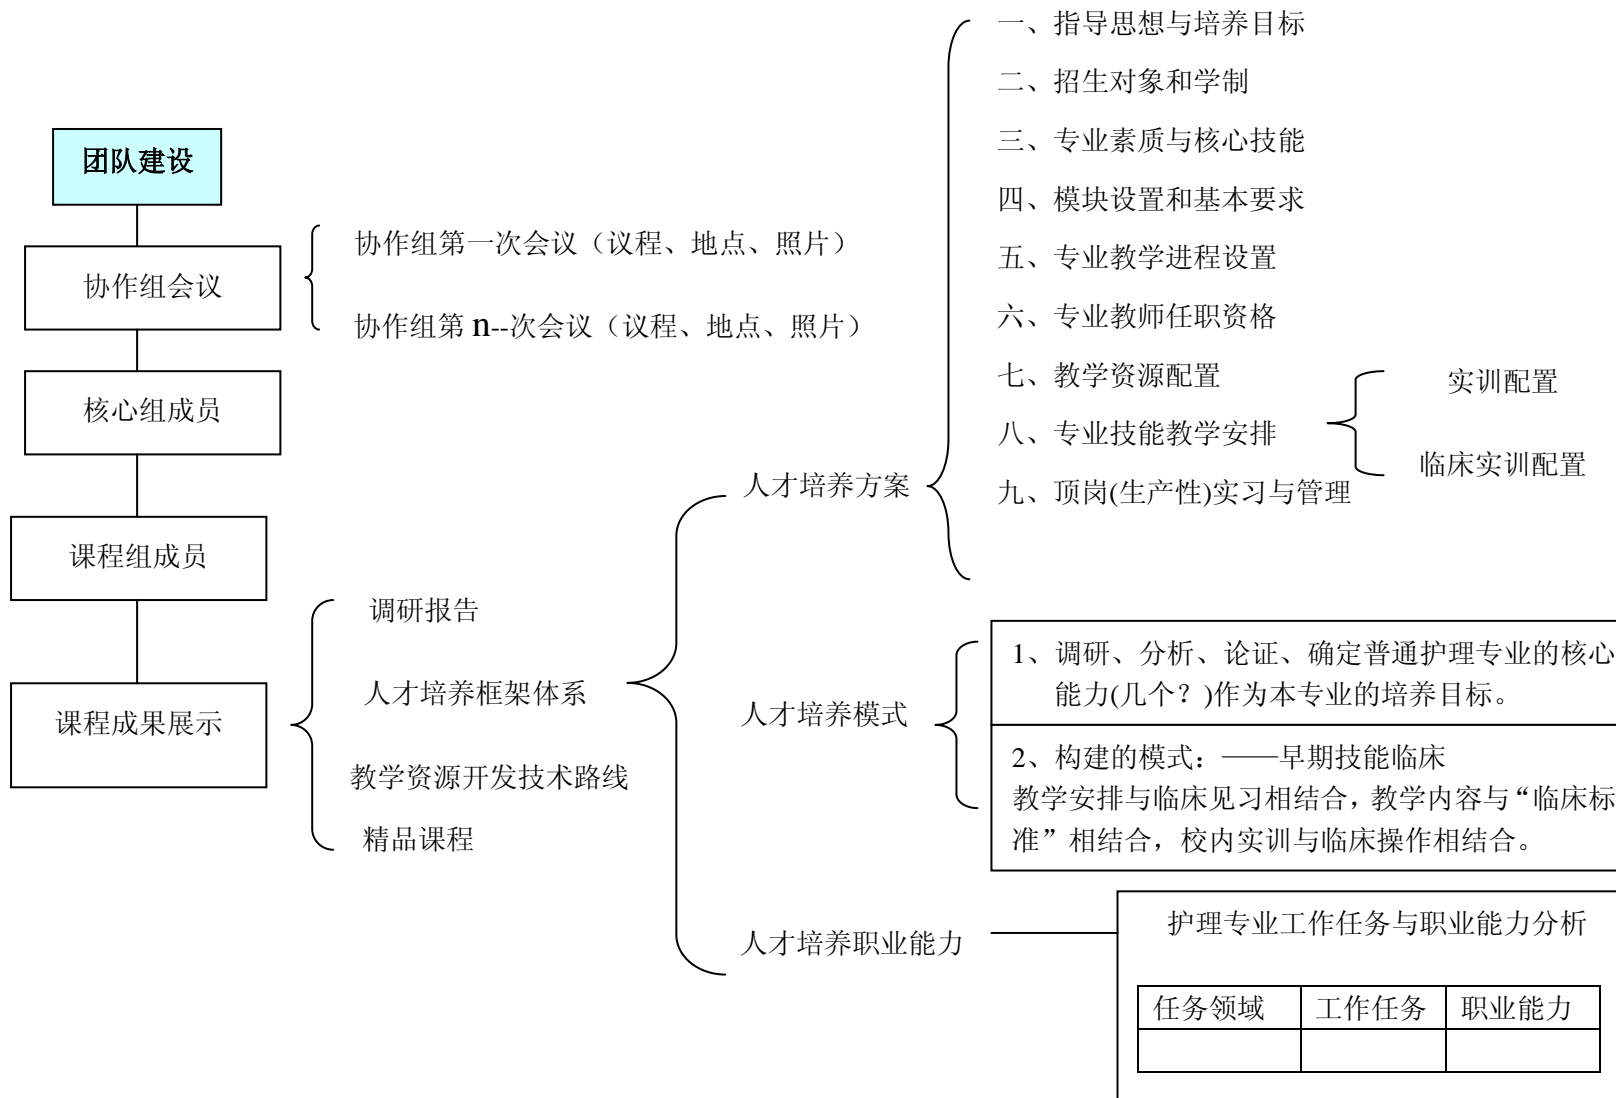 团队建设
协作组会议
协作组第一次会议（议程、地点、照片）
协作组第 n--次会议（议程、地点、照片）
核心组成员
课程组成员
课程成果展示
调研报告
人才培养框架体系
教学资源开发技术路线
精品课程
人才培养方案
一、指导思想与培养目标
二、招生对象和学制
三、专业素质与核心技能
四、模块设置和基本要求
五、专业教学进程设置
六、专业教师任职资格
七、教学资源配置
八、专业技能教学安排
九、顶岗(生产性)实习与管理
实训配置
临床实训配置
人才培养模式
1、调研、分析、论证、确定普通护理专业的核心
能力(几个？)作为本专业的培养目标。
2、构建的模式：——早期技能临床
教学安排与临床见习相结合，教学内容与“临床标
准”相结合，校内实训与临床操作相结合。
人才培养职业能力
护理专业工作任务与职业能力分析
任务领域 工作任务 职业能力